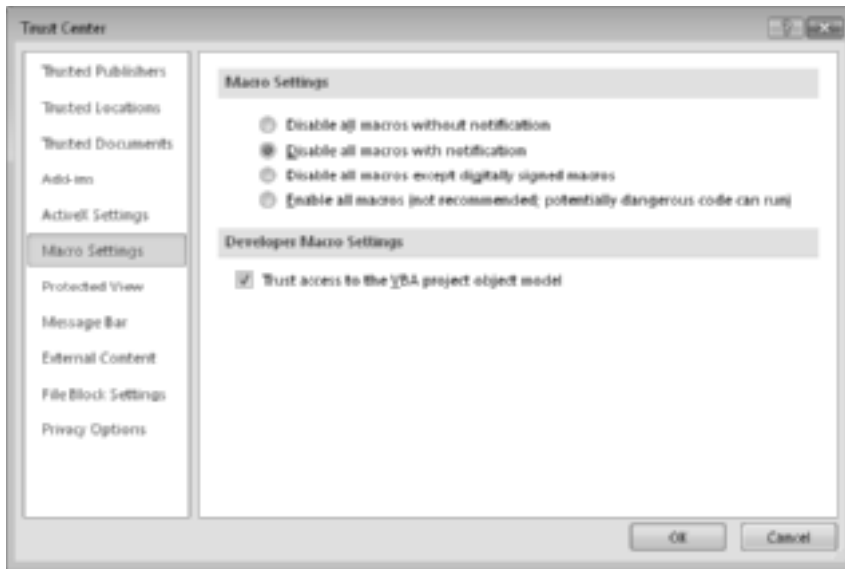 Trust Center
Trusted Publishers
Trusted Locations
Trusted Documents
Add-ins
ActiveX Settings
Macro Settings
Protected View
Message Bar
External Content
File Block Settings
Privacy Options
Macro Settings
Disable all macros without notification
Disable all macros with notification
Disable all macros except digitally signed macros
Enable all macros (not recommended; potentially dangerous code can run)
Developer Macro Settings
Trust access to the VBA project object model
OK
Cancel